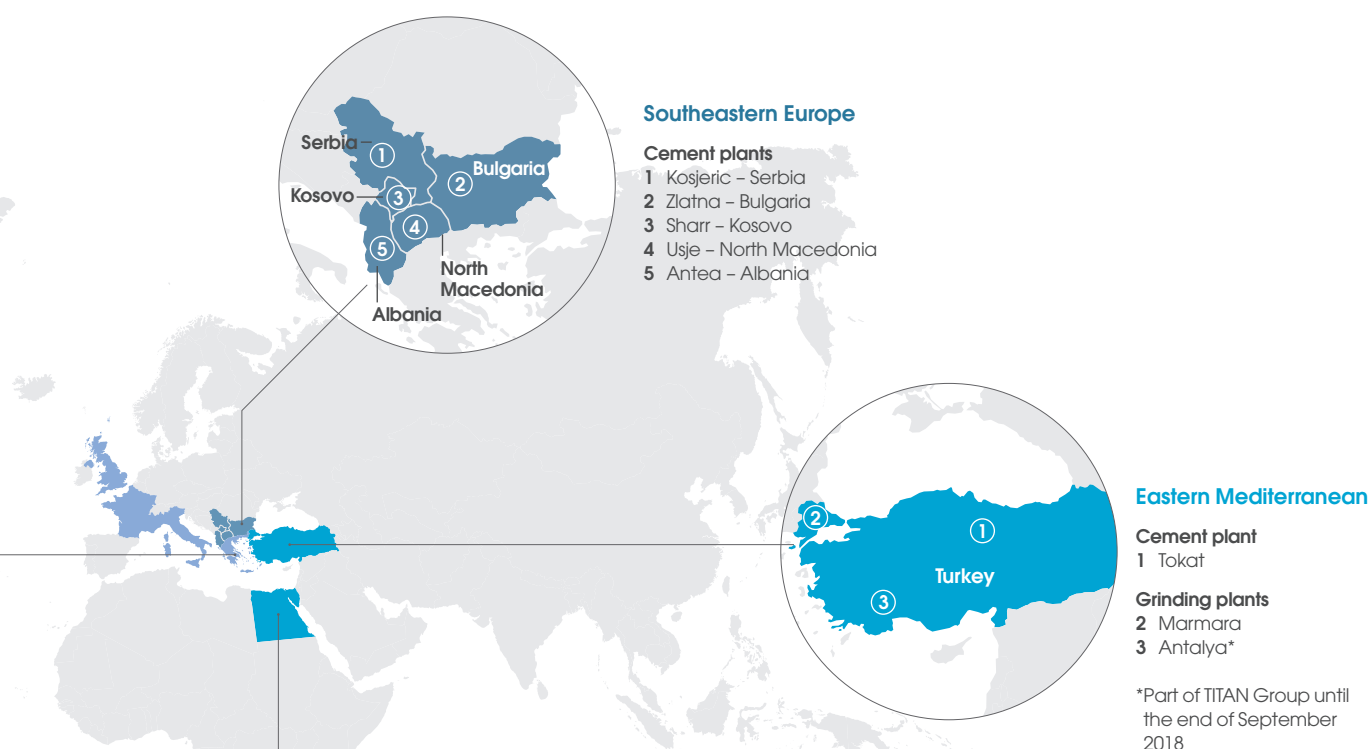 Serbia
1
Bulgaria
2
Kosovo
3
4
5
North
Macedonia
Albania
Southeastern Europe
Cement plants
1 Kosjeric – Serbia
2 Zlatna – Bulgaria
3 Sharr – Kosovo
4 Usje – North Macedonia
5 Antea – Albania
2
1
Turkey
3
Eastern Mediterranean
Cement plant
1 Tokat
Grinding plants
2 Marmara
3 Antalya*
*Part of TITAN Group until
the end of September
2018